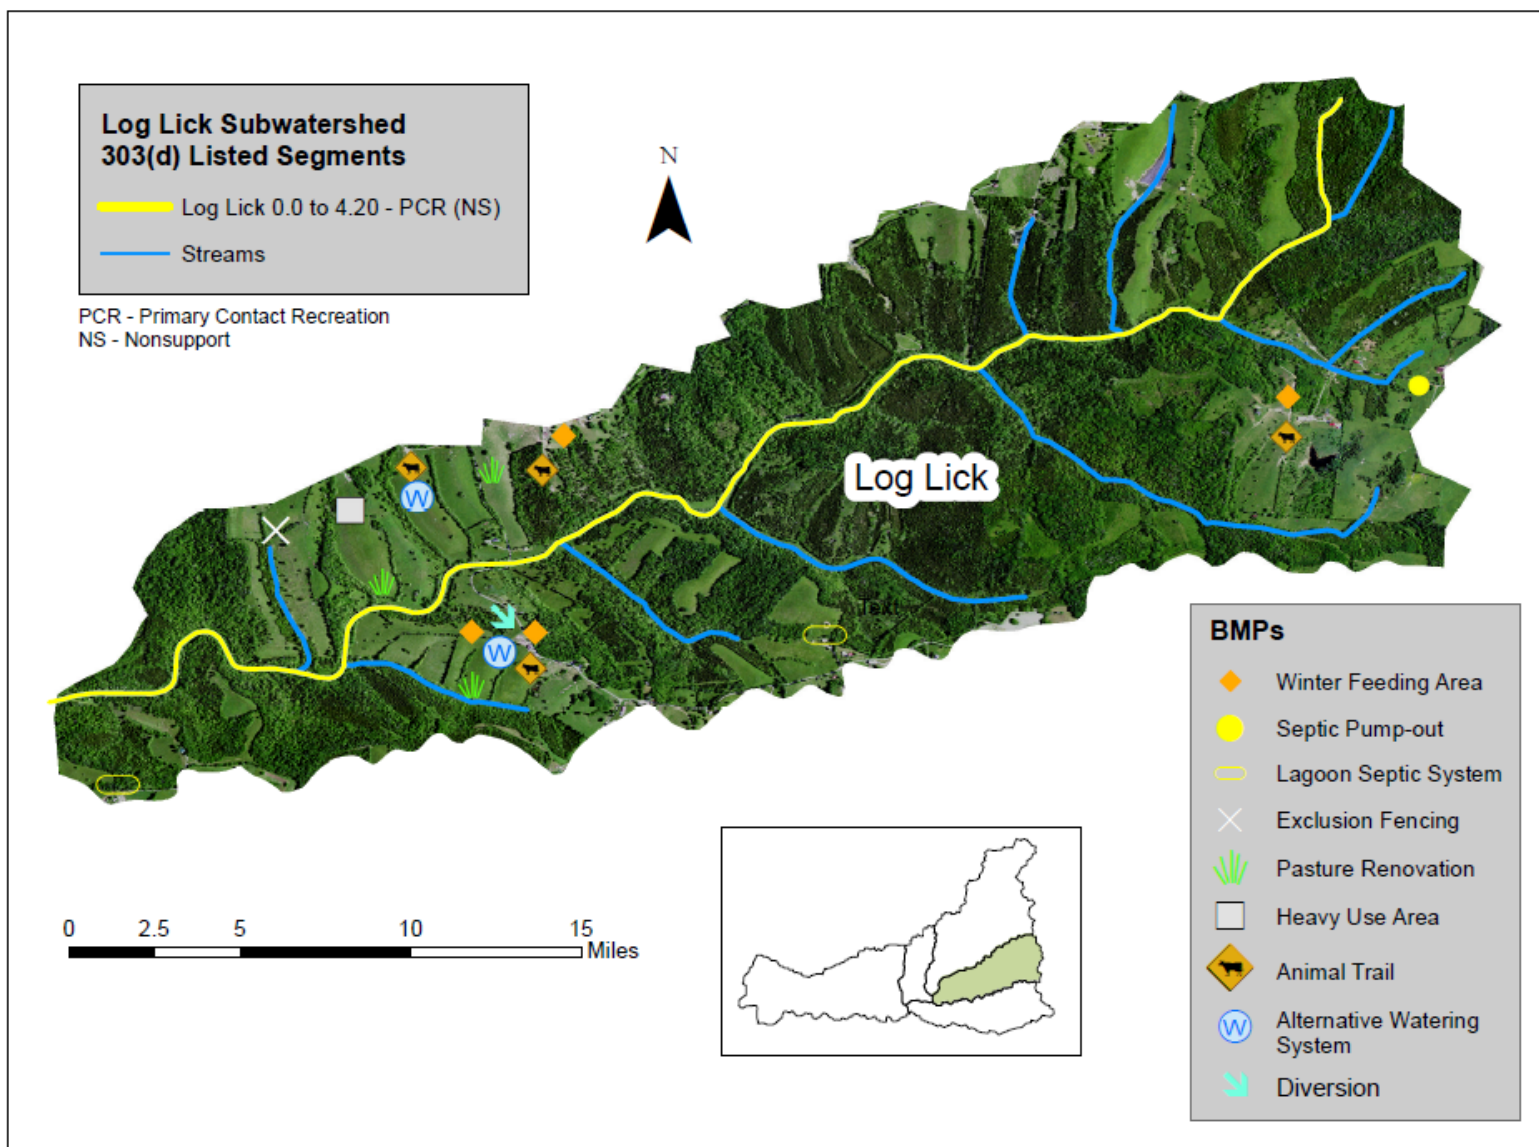 Log Lick Subwatershed
303(d) Listed Segments
Log Lick 0.0 to 4.20 - PCR (NS)
Streams
PCR - Primary Contact Recreation
NS - Nonsupport
N
Log Lick
Text
W
W
BMPs
Winter Feeding Area
Septic Pump-out
Lagoon Septic System
Exclusion Fencing
Pasture Renovation
Heavy Use Area
Animal Trail
W
Alternative Watering
System
Diversion
0 2.5 5 10 15
Miles